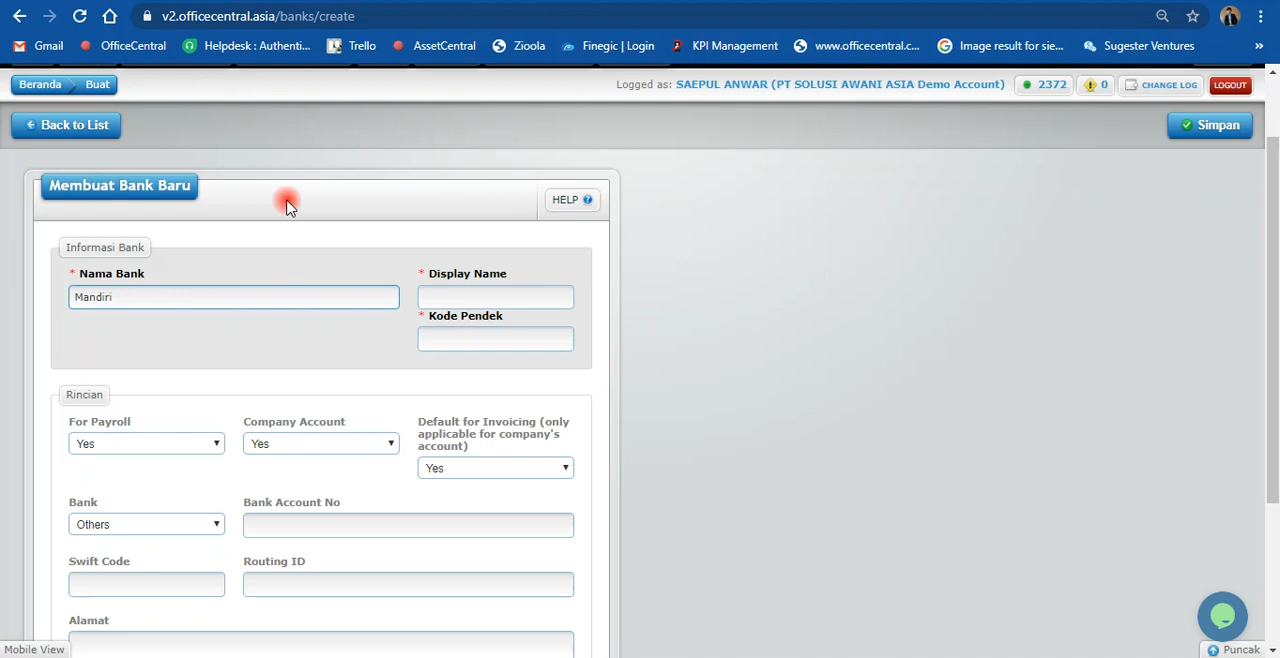 v2.officecentral.asia/banks/create
Gmail OfficeCentral Helpdesk : Authenti... Trello AssetCentral Zioola Finegic | Login KPI Management www.officecentral.c... Image result for sie... Sugester Ventures »
Beranda Buat Logged as: SAEPUL ANWAR (PT SOLUSI AWANI ASIA Demo Account) 2372 0 CHANGE LOG LOGOUT
Back to List Simpan
Membuat Bank Baru HELP ?
Informasi Bank
* Nama Bank * Display Name
Mandiri
* Kode Pendek
Rincian
For Payroll Company Account Default for Invoicing (only
applicable for company's
account)
Yes Yes
Yes
Bank Bank Account No
Others
Swift Code Routing ID
Alamat
Mobile View Puncak